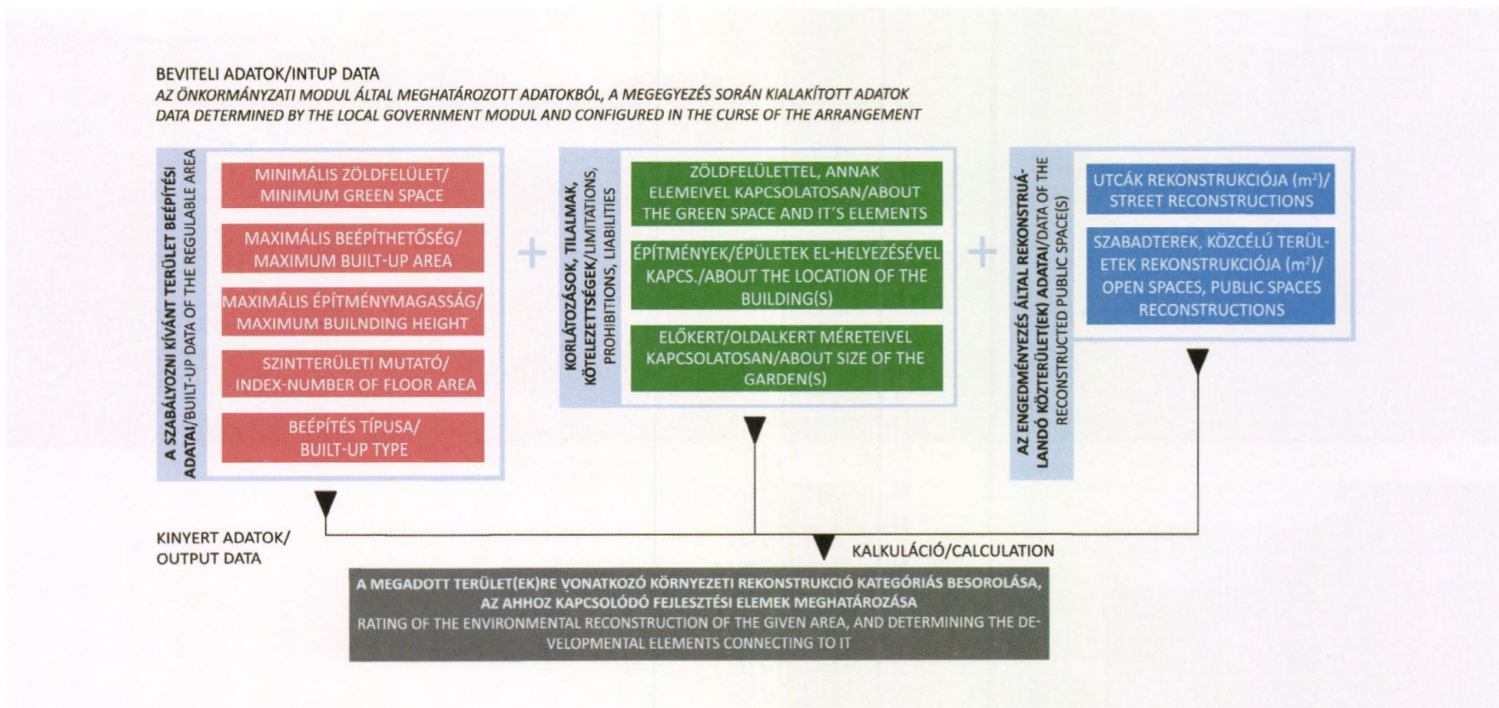 BEVITELI ADATOK/INTUP DATA
AZ ÖNKORMÁNYZATI MODUL ÁLTAL MEGHATÁROZOTT ADATOKBÓL, A MEGEGYEZÉS SORÁN KIALAKÍTOTT ADATOK
DATA DETERMINED BY THE LOCAL GOVERNMENT MODUL AND CONFIGURED IN THE CURSE OF THE ARRANGEMENT
A SZABÁLYOZNI KÍVÁNT TERÜLET BEÉPÍTÉSI
ADATAI/BUILT-UP DATA OF THE REGULABLE AREA
MINIMÁLIS ZÖLDFELÜLET/
MINIMUM GREEN SPACE
MAXIMÁLIS BEÉPÍTHETŐSÉG/
MAXIMUM BUILT-UP AREA
MAXIMÁLIS ÉPÍTMÉNYMAGASSÁG/
MAXIMUM BUILNDING HEIGHT
SZINTTERÜLETI MUTATÓ/
INDEX-NUMBER OF FLOOR AREA
BEÉPÍTÉS TÍPUSA/
BUILT-UP TYPE
+
KORLÁTOZÁSOK, TILALMAK,
KÖTELEZETTSÉGEK/LIMITATIONS,
PROHIBITIONS, LIABILITIES
ZÖLDFELÜLETTEL, ANNAK
ELEMEIVEL KAPCSOLATOSAN/ABOUT
THE GREEN SPACE AND IT'S ELEMENTS
ÉPÍTMÉNYEK/ÉPÜLETEK EL-HELYEZÉSÉVEL
KAPCS./ABOUT THE LOCATION OF THE
BUILDING(S)
ELŐKERT/OLDALKERT MÉRETEIVEL
KAPCSOLATOSAN/ABOUT SIZE OF THE
GARDEN(S)
+
AZ ENGEDMÉNYEZÉS ÁLTAL REKONSTRUÁ-
LANDÓ KÖZTERÜLET(EK) ADATAI/DATA OF THE
RECONSTRUCTED PUBLIC SPACE(S)
UTCÁK REKONSTRUKCIÓJA (m²)/
STREET RECONSTRUCTIONS
SZABADTEREK, KÖZCÉLÚ TERÜL-
ETEK REKONSTRUKCIÓJA (m²)/
OPEN SPACES, PUBLIC SPACES
RECONSTRUCTIONS
KINYERT ADATOK/
OUTPUT DATA
KALKULÁCIÓ/CALCULATION
A MEGADOTT TERÜLET(EK)RE VONATKOZÓ KÖRNYEZETI REKONSTRUKCIÓ KATEGÓRIÁS BESOROLÁSA,
AZ AHHOZ KAPCSOLÓDÓ FEJLESZTÉSI ELEMEK MEGHATÁROZÁSA
RATING OF THE ENVIRONMENTAL RECONSTRUCTION OF THE GIVEN AREA, AND DETERMINING THE DE-
VELOPMENTAL ELEMENTS CONNECTING TO IT